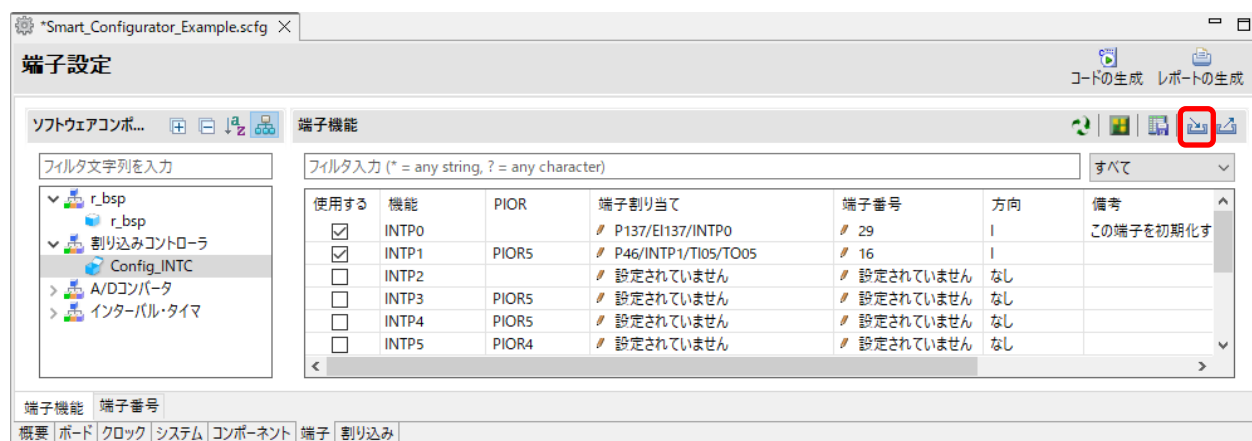 *Smart_Configurator_Example.scfg
端子設定
コードの生成 レポートの生成
ソフトウェアコンポ... 端子機能
フィルタ文字列を入力 フィルタ入力 (* = any string, ? = any character) すべて
r_bsp
r_bsp
割り込みコントローラ
Config_INTC
A/Dコンバータ
インターバル・タイマ
使用する 機能 PIOR 端子割り当て 端子番号 方向 備考
INTP0 P137/EI137/INTP0 29 I この端子を初期化す
INTP1 PIOR5 P46/INTP1/TI05/TO05 16 I
INTP2 設定されていません 設定されていません なし
INTP3 PIOR5 設定されていません 設定されていません なし
INTP4 PIOR5 設定されていません 設定されていません なし
INTP5 PIOR4 設定されていません 設定されていません なし
端子機能 端子番号
概要 ボード クロック システム コンポーネント 端子 割り込み